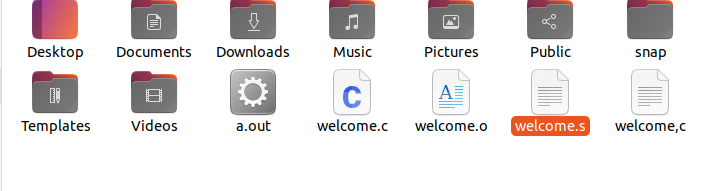 Desktop Documents Downloads Music Pictures Public snap
Templates Videos a.out welcome.c welcome.o welcome.s welcome,c